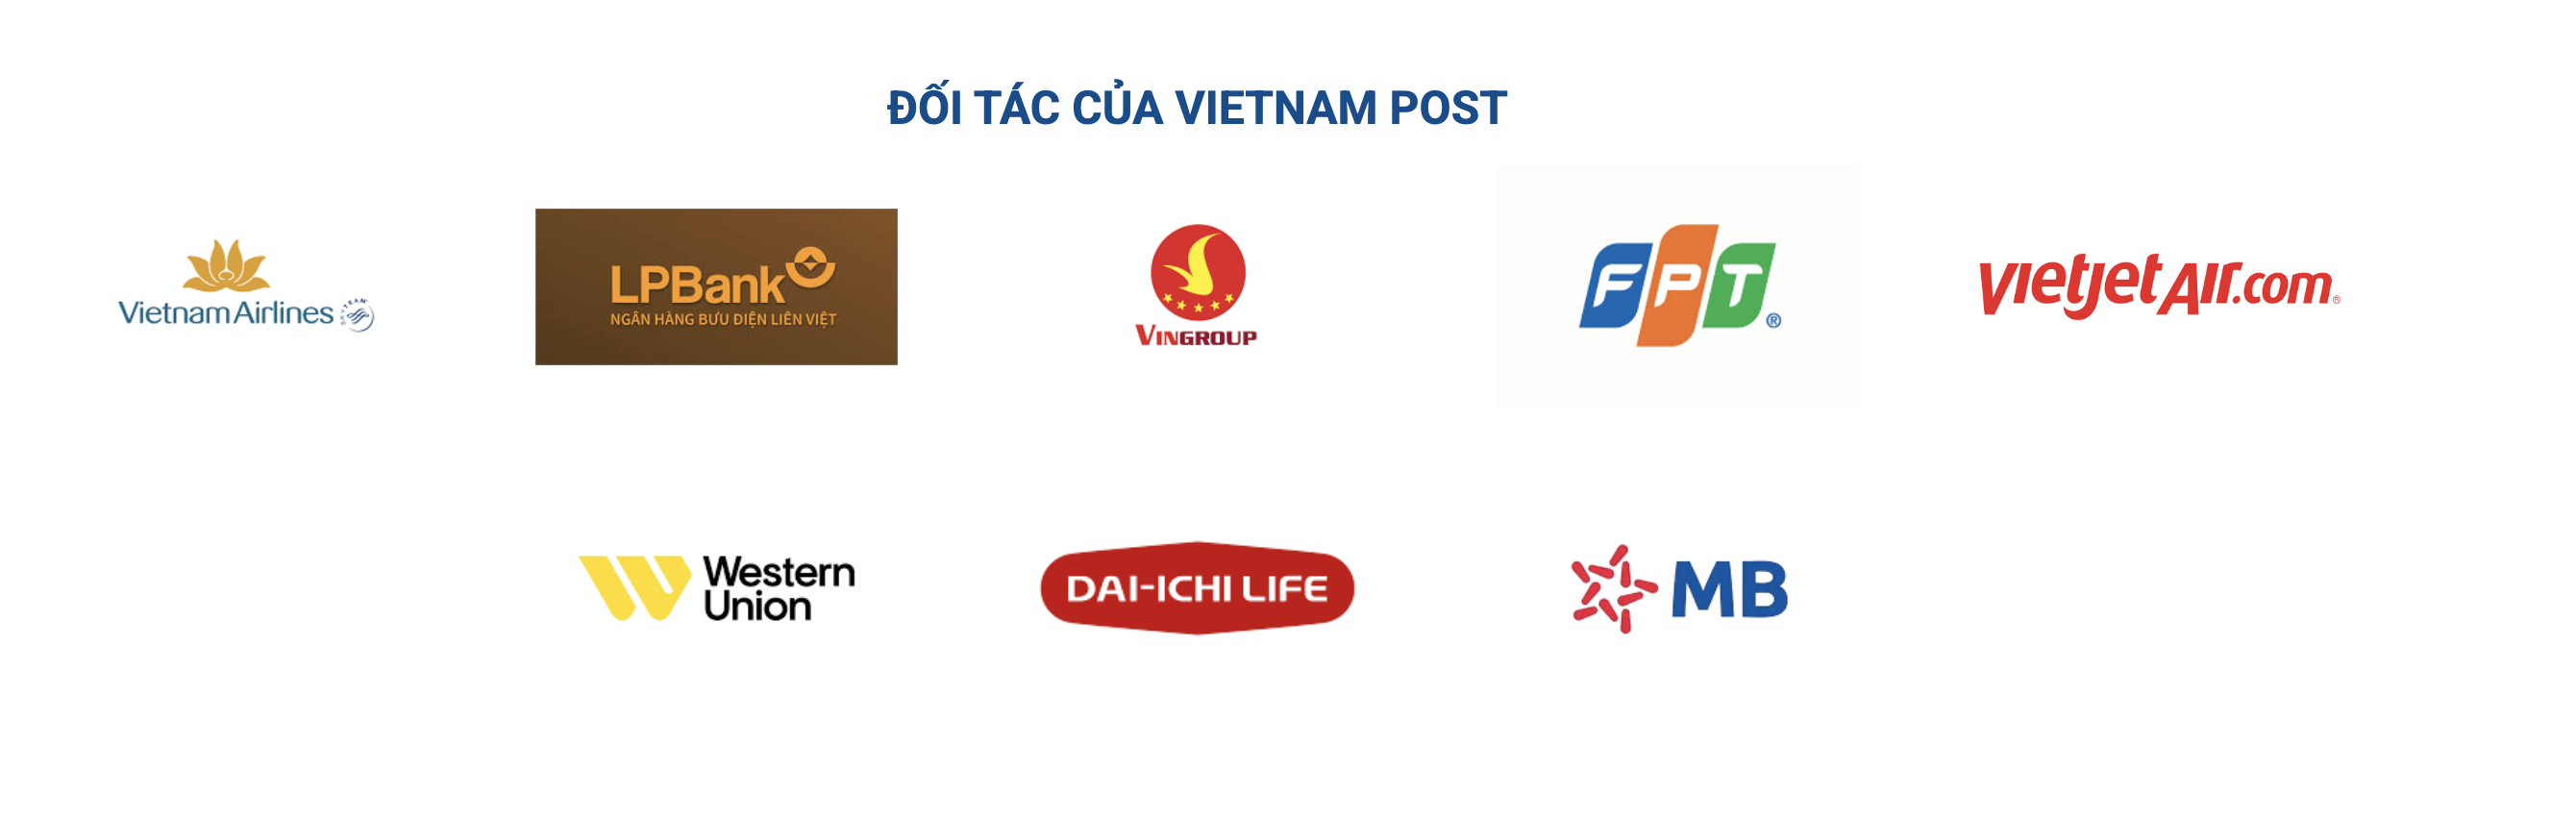 ĐỐI TÁC CỦA VIETNAM POST
Vietnam Airlines SKYTEAM
LPBank
NGÂN HÀNG BƯU ĐIỆN LIÊN VIỆT
VINGROUP
FPT®
vietjetAir.com®
Western
Union
DAI-ICHI LIFE
MB